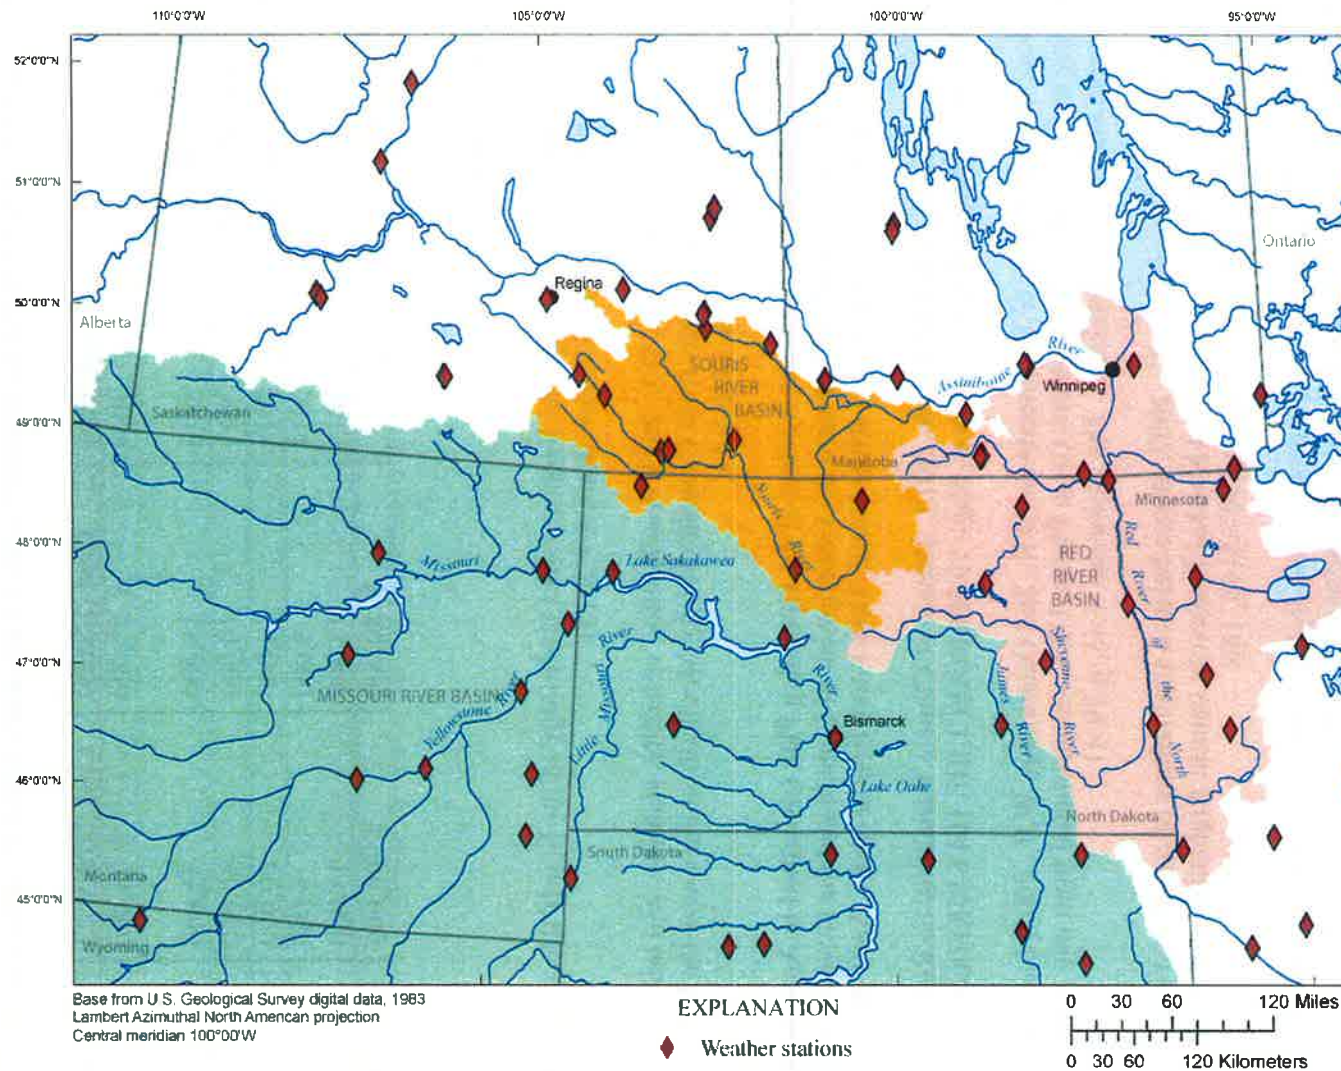 110°0'0"W
105°0'0"W
100°0'0"W
95°0'0"W
52°0'0"N
51°0'0"N
Ontario
Regina
50°0'0"N
Alberta
River
SOURIS
RIVER
BASIN
Assiniboine
Winnipeg
Saskatchewan
49°0'0"N
Manitoba
Minnesota
Souris
River
Red
River
of
the
North
48°0'0"N
Missouri
Lake Sakakawea
RED
RIVER
BASIN
River
Sheyenne
River
47°0'0"N
MISSOURI RIVER BASIN
Little Missouri
River
James
River
Yellowstone River
Bismarck
46°0'0"N
Lake Oahe
North Dakota
South Dakota
Montana
45°0'0"N
Wyoming
Base from U S. Geological Survey digital data, 1983
Lambert Azimuthal North American projection
Central meridian 100°00'W
EXPLANATION
Weather stations
0 30 60 120 Miles
0 30 60 120 Kilometers